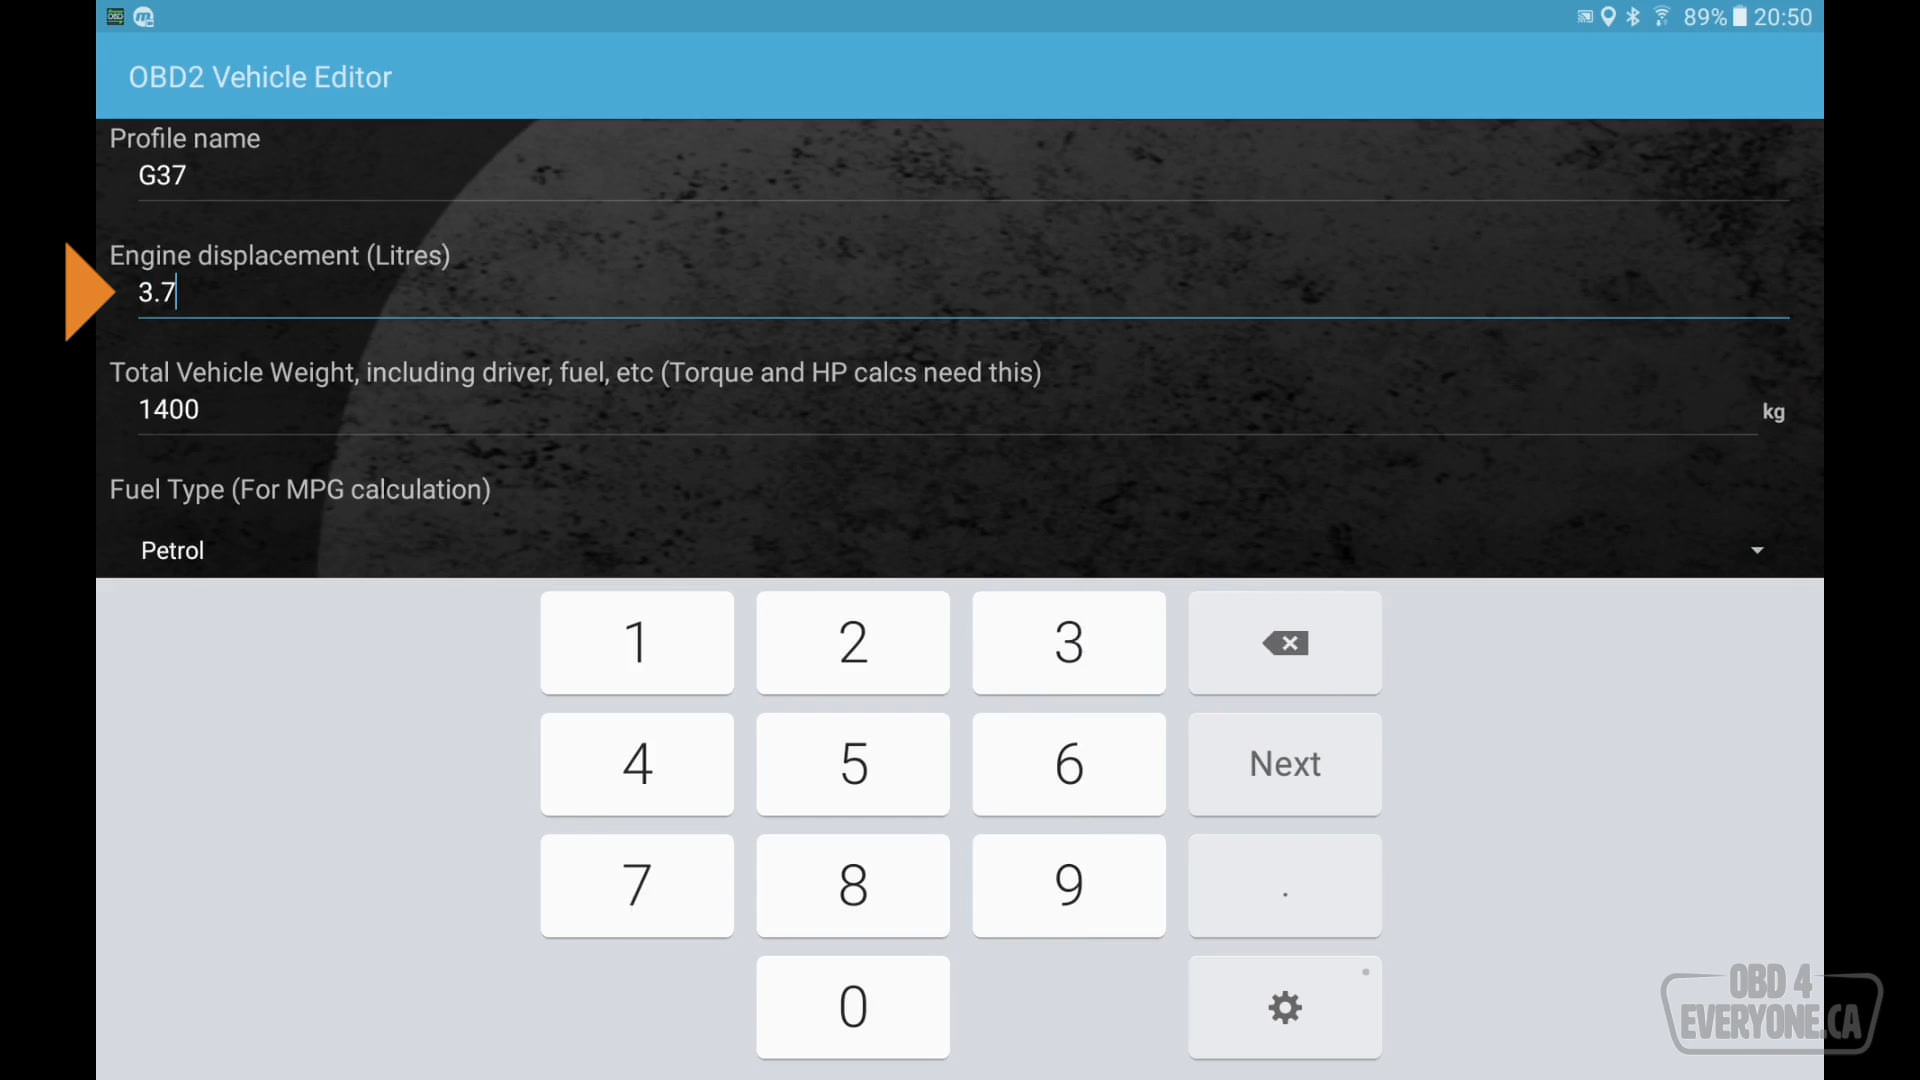 OBD
89% 20:50
OBD2 Vehicle Editor
Profile name
G37
Engine displacement (Litres)
3.7
Total Vehicle Weight, including driver, fuel, etc (Torque and HP calcs need this)
1400
kg
Fuel Type (For MPG calculation)
Petrol
1 2 3
4 5 6 Next
7 8 9 .
0
OBD 4
EVERYONE.CA